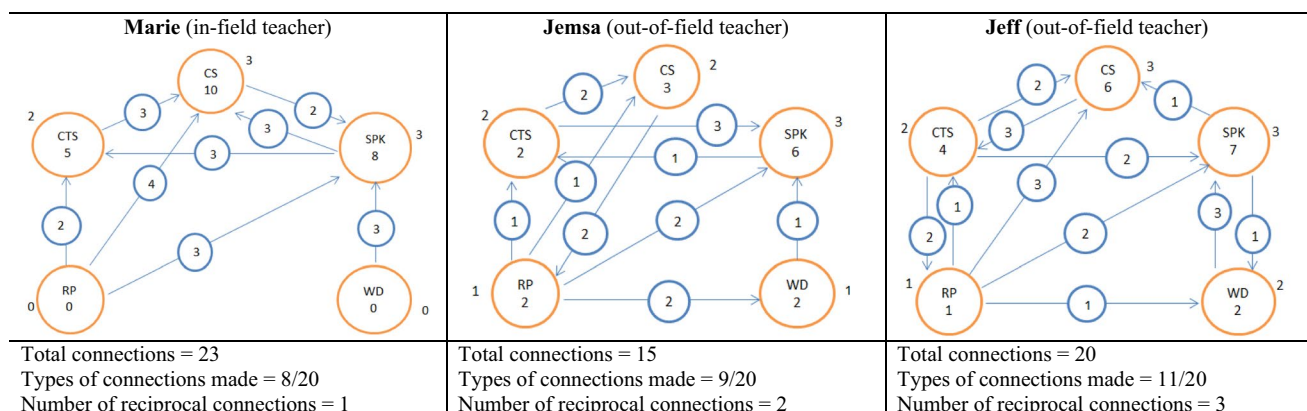 Marie (in-field teacher)
3
CS
10
2
3
2
CTS
5
3
3
SPK
8
3
4
2
3
3
RP
0
0
WD
0
0
Total connections = 23
Types of connections made = 8/20
Number of reciprocal connections = 1
Jemsa (out-of-field teacher)
2
CS
3
2
2
CTS
2
3
3
SPK
6
1
1
1
2
2
1
RP
2
1
2
WD
2
1
Total connections = 15
Types of connections made = 9/20
Number of reciprocal connections = 2
Jeff (out-of-field teacher)
3
CS
6
2
1
2
3
CTS
4
3
SPK
7
2
3
1
3
2
2
1
1
RP
1
1
WD
2
2
Total connections = 20
Types of connections made = 11/20
Number of reciprocal connections = 3